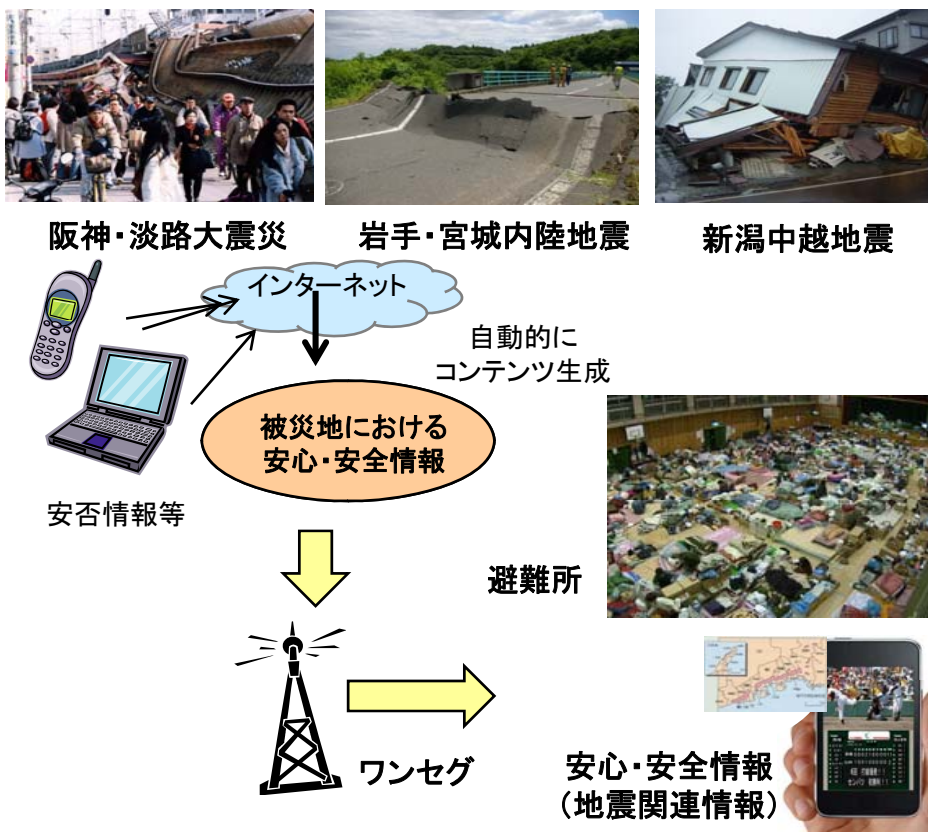 阪神・淡路大震災
岩手・宮城内陸地震
新潟中越地震
インターネット
自動的に
コンテンツ生成
被災地における
安心・安全情報
安否情報等
避難所
ワンセグ
安心・安全情報
（地震関連情報）